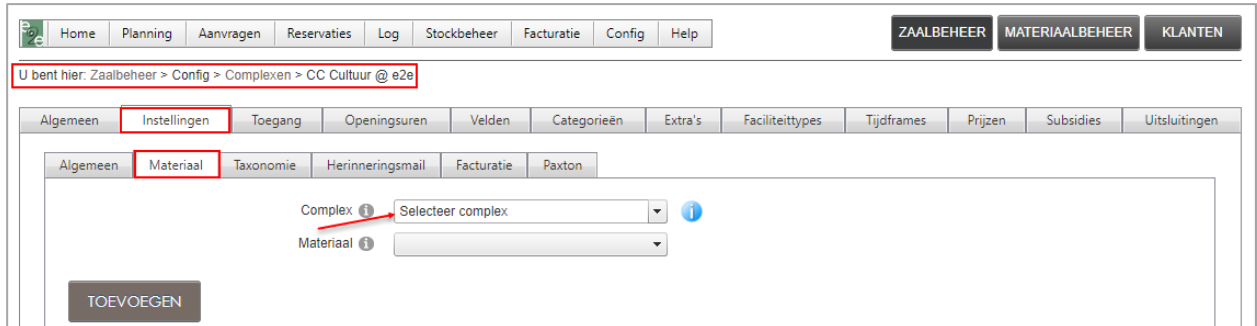 e2e Home Planning Aanvragen Reservaties Log Stockbeheer Facturatie Config Help ZAALBEHEER MATERIAALBEHEER KLANTEN
U bent hier: Zaalbeheer > Config > Complexen > CC Cultuur @ e2e
Algemeen Instellingen Toegang Openingsuren Velden Categorieën Extra's Faciliteittypes Tijdframes Prijzen Subsidies Uitsluitingen
Algemeen Materiaal Taxonomie Herinneringsmail Facturatie Paxton
Complex i Selecteer complex i
Materiaal i
TOEVOEGEN